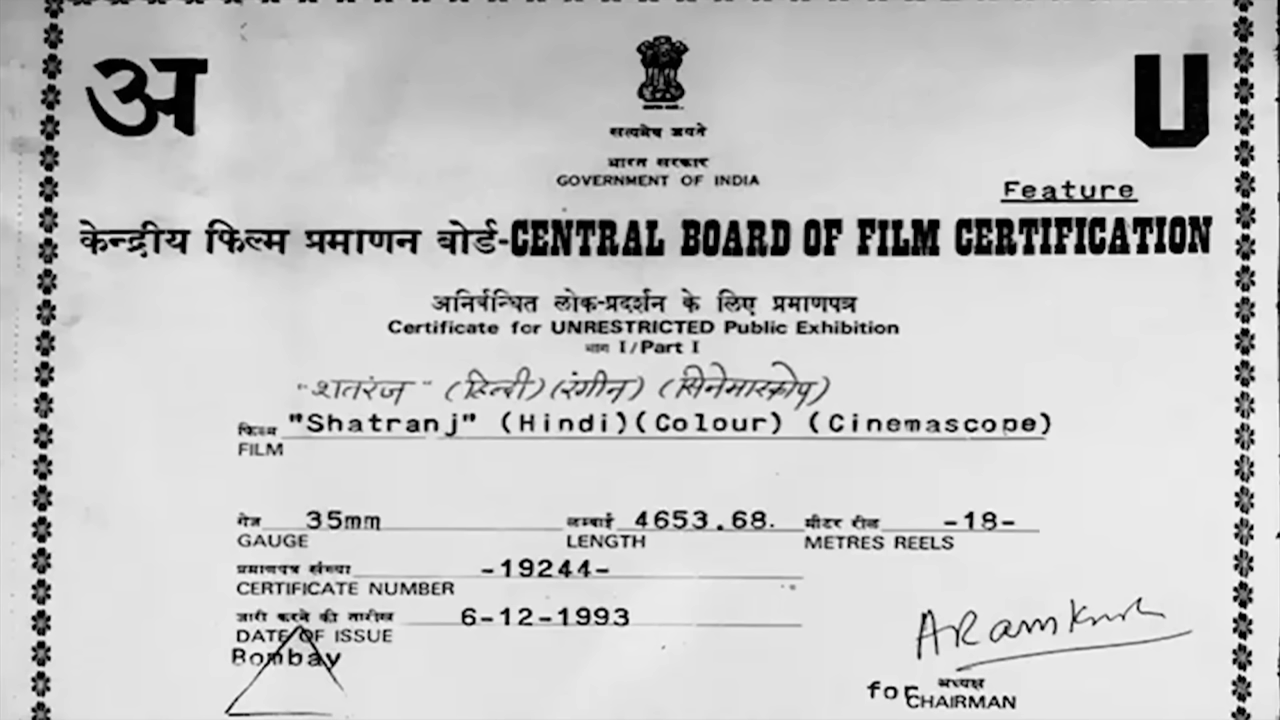 अ U
सत्यमेव जयते
भारत सरकार
GOVERNMENT OF INDIA
Feature
केन्द्रीय फिल्म प्रमाणन बोर्ड-CENTRAL BOARD OF FILM CERTIFICATION
अनिर्बन्धित लोक-प्रदर्शन के लिए प्रमाणपत्र
Certificate for UNRESTRICTED Public Exhibition
भाग I/Part I
"शतरंज" (हिन्दी) (रंगीन) (सिनेमास्कोप)
फिल्म "Shatranj" (Hindi)(Colour) (Cinemascope)
FILM
गेज 35mm लम्बाई 4653.68. मीटर रील -18-
GAUGE LENGTH METRES REELS
प्रमाणपत्र संख्या -19244-
CERTIFICATE NUMBER
जारी करने की तारीख 6-12-1993
DATE OF ISSUE
Bombay
for अध्यक्ष
CHAIRMAN